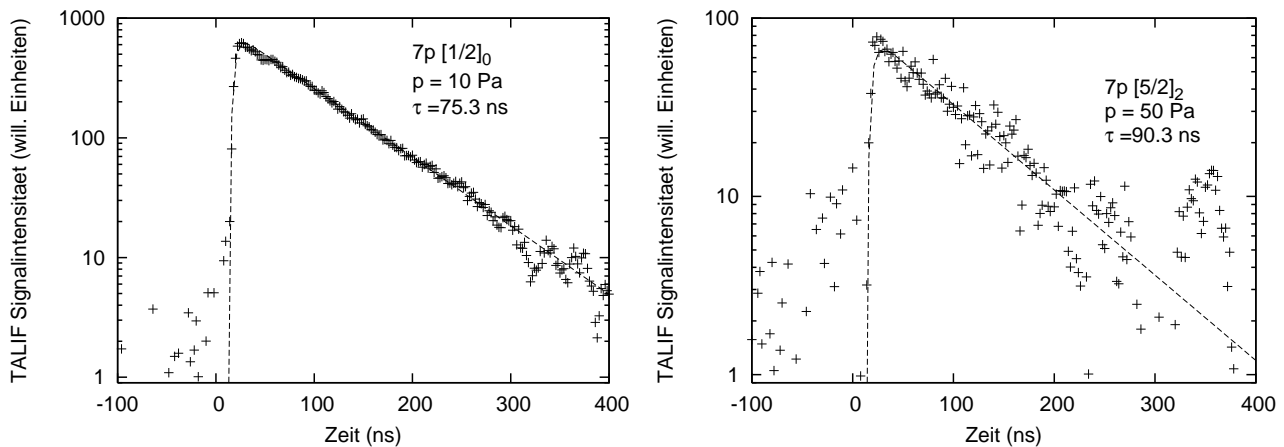 TALIF Signalintensitaet (will. Einheiten)
1000
100
10
1
-100
0
100
200
300
400
Zeit (ns)
7p [1/2]0
p = 10 Pa
τ =75.3 ns
TALIF Signalintensitaet (will. Einheiten)
100
10
1
-100
0
100
200
300
400
Zeit (ns)
7p [5/2]2
p = 50 Pa
τ =90.3 ns